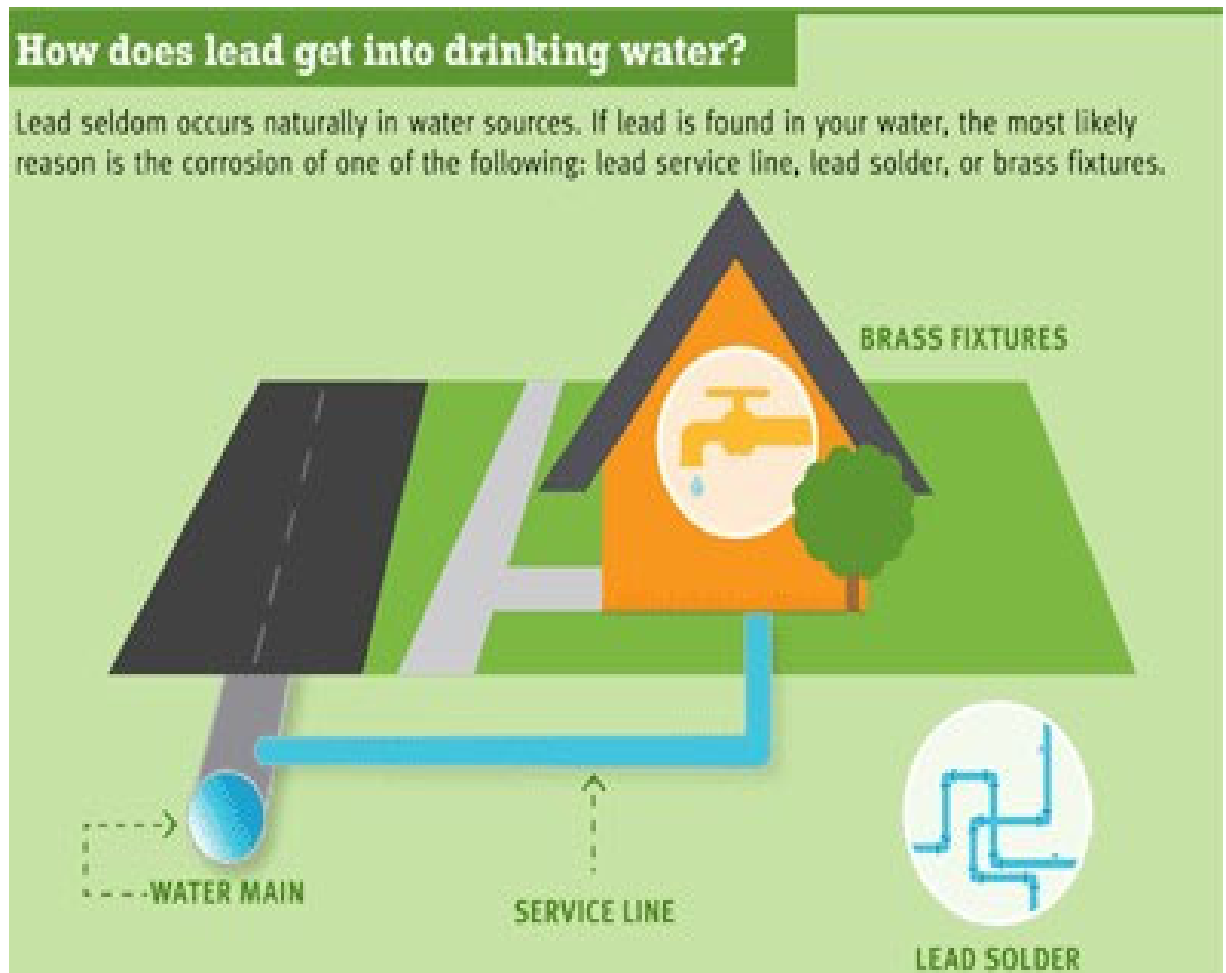 How does lead get into drinking water?
Lead seldom occurs naturally in water sources. If lead is found in your water, the most likely
reason is the corrosion of one of the following: lead service line, lead solder, or brass fixtures.
BRASS FIXTURES
WATER MAIN
SERVICE LINE
LEAD SOLDER